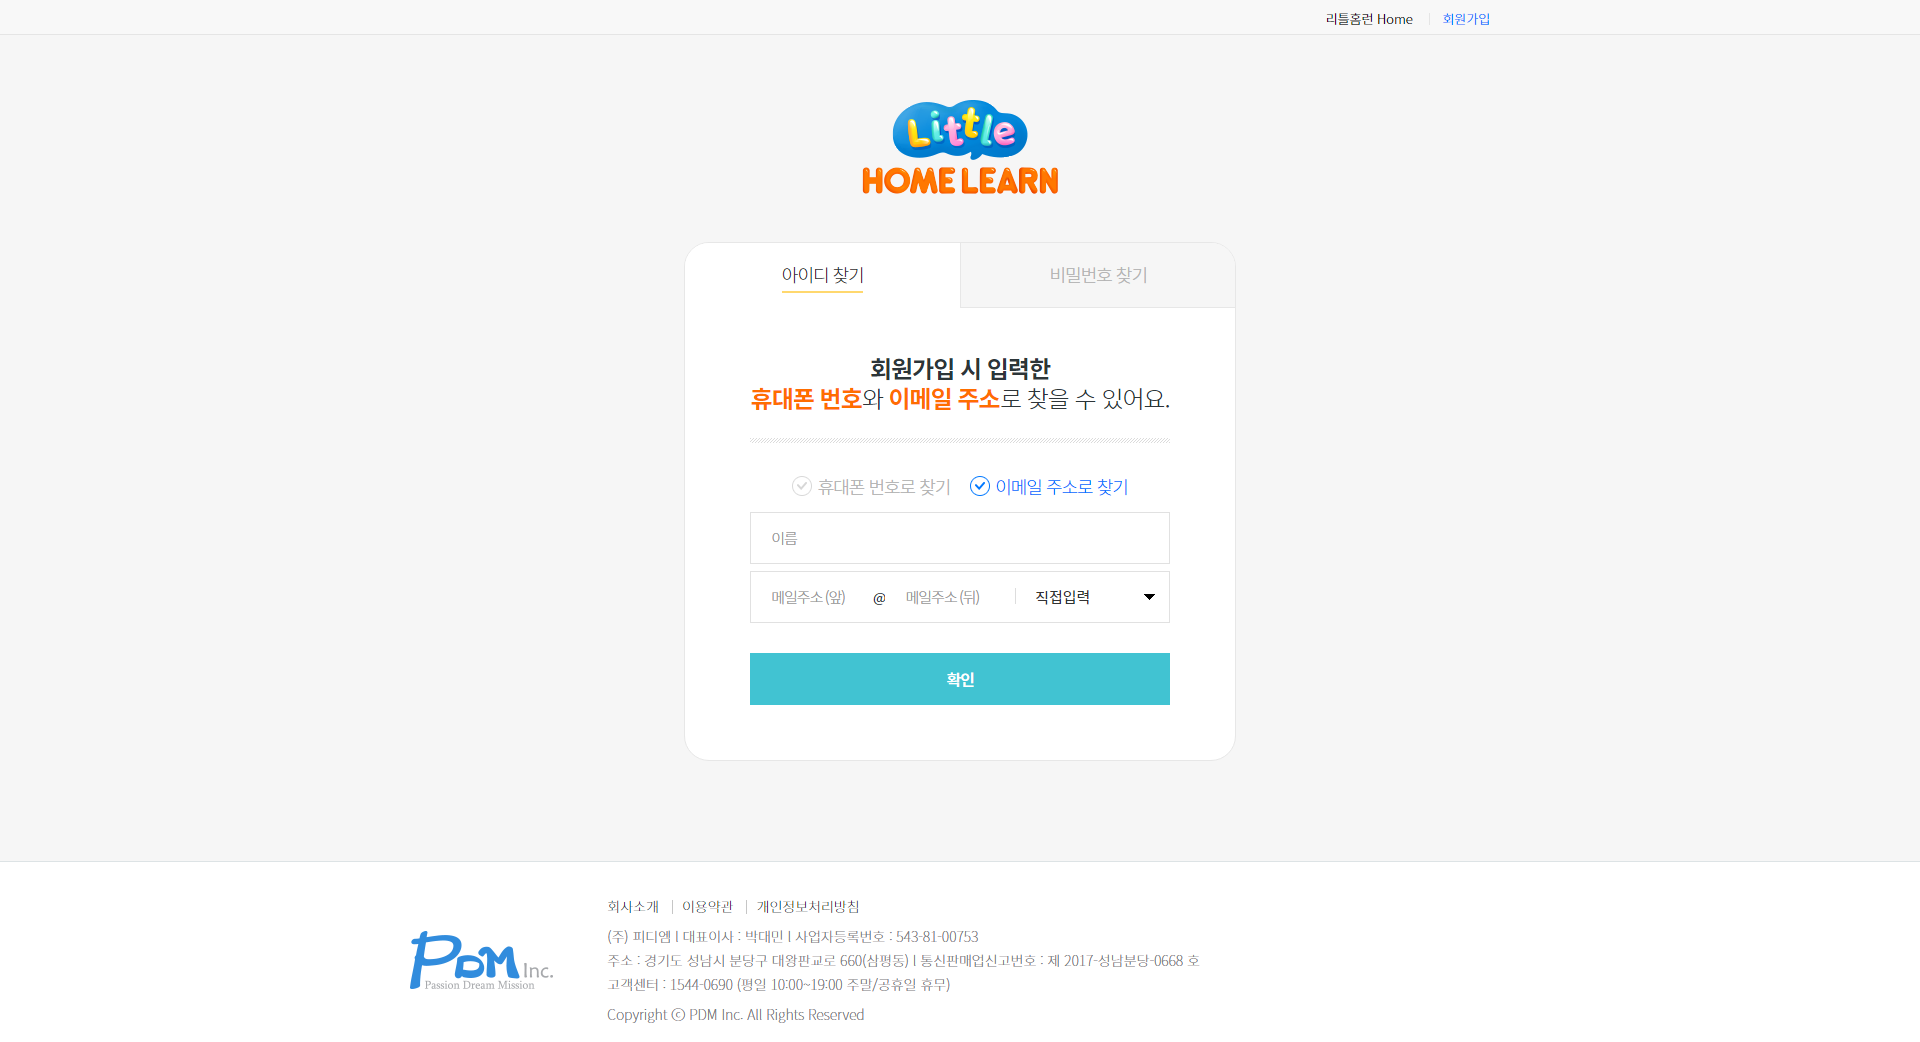 리틀홈런 Home 회원가입
Little
HOME LEARN
아이디 찾기 비밀번호 찾기
회원가입 시 입력한
휴대폰 번호와 이메일 주소로 찾을 수 있어요.
휴대폰 번호로 찾기 이메일 주소로 찾기
이름
메일주소 (앞) @ 메일주소 (뒤) 직접입력
확인
회사소개 이용약관 개인정보처리방침
(주) 피디엠 l 대표이사 : 박대민 l 사업자등록번호 : 543-81-00753
주소 : 경기도 성남시 분당구 대왕판교로 660(삼평동) l 통신판매업신고번호 : 제 2017-성남분당-0668 호
고객센터 : 1544-0690 (평일 10:00~19:00 주말/공휴일 휴무)
Copyright ⓒ PDM Inc. All Rights Reserved
PDM Inc.
Passion Dream Mission